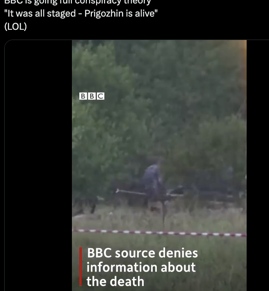 BBC is going full conspiracy theory
"It was all staged - Prigozhin is alive"
(LOL)
BBC
BBC source denies
information about
the death